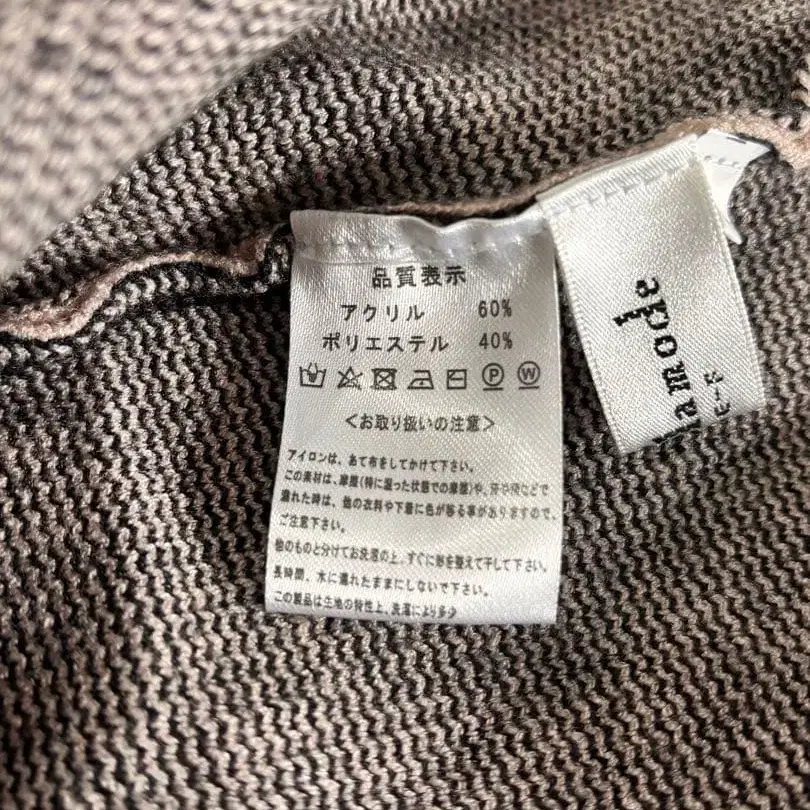 品質表示
アクリル 60%
ポリエステル 40%
P
W
<お取り扱いの注意>
アイロンは、あて布をしてかけて下さい。
この素材は、摩擦(特に湿った状態での摩擦)や、汗や雨などで
濡れた時は、他の衣料や下着に色が移る事がありますので、
ご注意下さい。
他のものと分けてお洗濯の上、すぐに形を整えて干して下さい。
長時間、水に濡れたままにしないで下さい。
この製品は生地の特性上、洗濯により多少
lamode